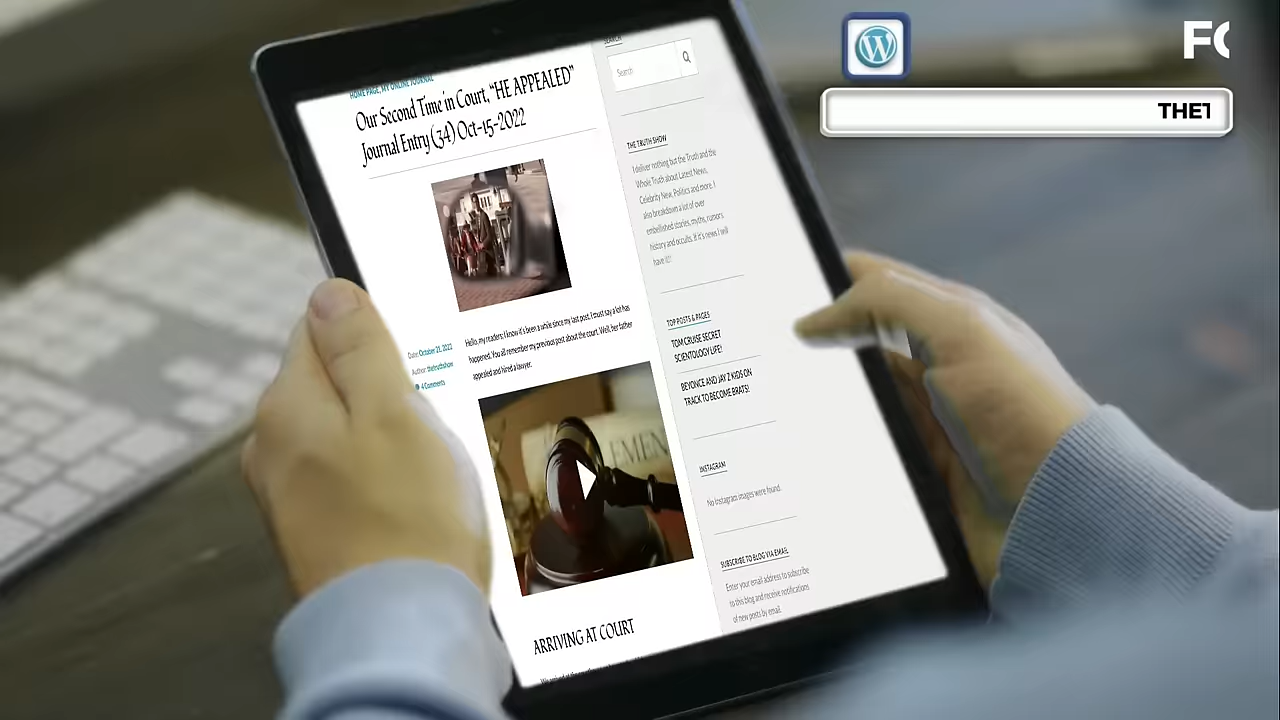 HOME PAGE, MY ONLINE JOURNAL
Our Second Time in Court, “HE APPEALED”
Journal Entry (34) Oct-15-2022
Hello, my readers; I know it's been a while since my last post. I must say a lot has
happened. You all remember my previous post about the court. Well, her father
appealed and hired a lawyer.
Date: October 21, 2022
Author: thetruthshow
4 Comments
EMEN
ARRIVING AT COURT
SEARCH
Search
THE TRUTH SHOW
I deliver nothing but the Truth and the
Whole Truth about Latest News,
Celebrity New, Politics and more. I
also breakdown a lot of over
embellished stories, myths, rumors,
history and occults. If it's news I will
have it!!
TOP POSTS & PAGES
TOM CRUISE SECRET
SCIENTOLOGY LIFE!
BEYONCE AND JAY Z KIDS ON
TRACK TO BECOME BRATS!
INSTAGRAM
No Instagram images were found.
SUBSCRIBE TO BLOG VIA EMAIL
Enter your email address to subscribe
to this blog and receive notifications
of new posts by email.
W
FO
THET